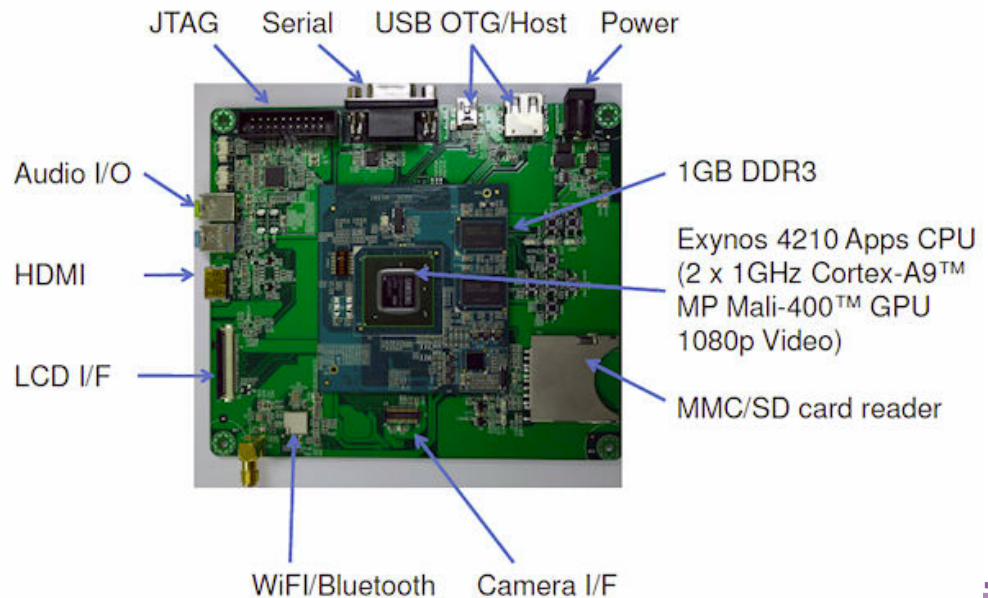 JTAG
Serial
USB OTG/Host
Power
Audio I/O
1GB DDR3
Exynos 4210 Apps CPU
(2 x 1GHz Cortex-A9™
MP Mali-400™ GPU
1080p Video)
HDMI
LCD I/F
MMC/SD card reader
WiFI/Bluetooth
Camera I/F